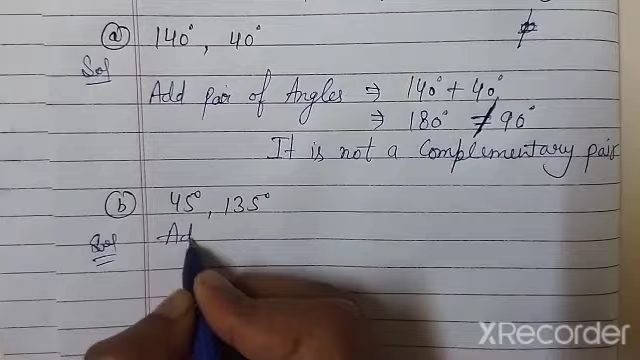 (a) 140°, 40°
≠
Sol
Add pair of Angles ⇒ 140° + 40°
⇒ 180° ≠ 90°
It is not a Complmentary pair
(b) 45°, 135°
Sol Ad
XRecorder